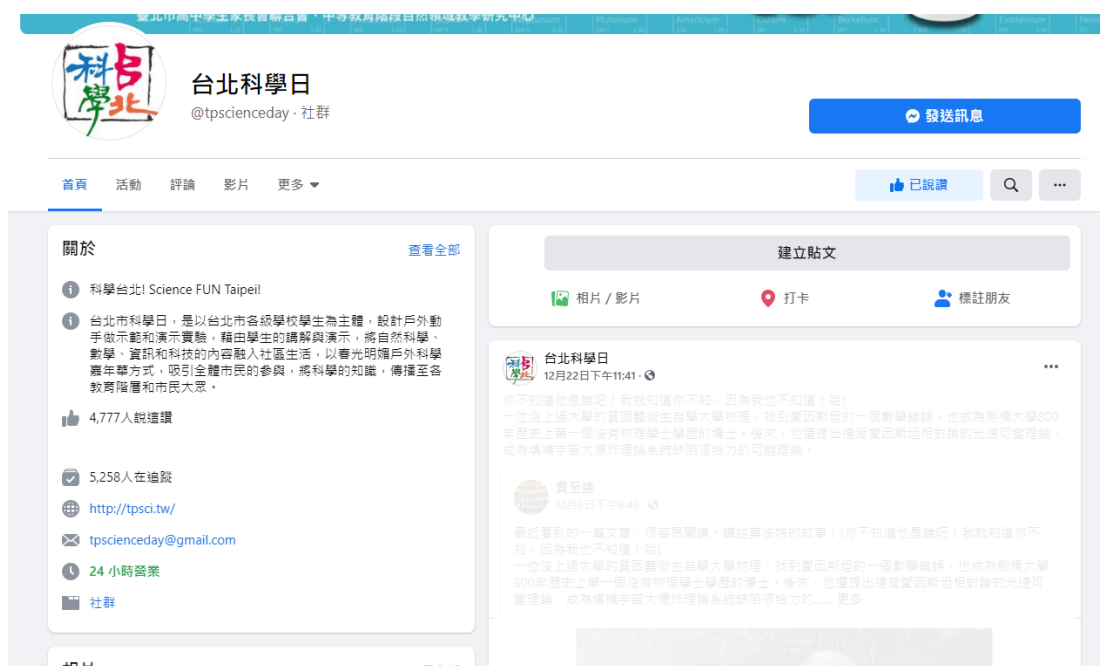 臺北市高中學生家長會聯合會、中等教育階段自然領域教學研究中心
Plutonium
Americium
Curium
Berkelium
Einsteinium
科學台北
台北科學日
@tpscienceday · 社群
發送訊息
首頁 活動 評論 影片 更多
已說讚
關於
查看全部
科學台北! Science FUN Taipei!
台北市科學日，是以台北市各級學校學生為主體，設計戶外動
手做示範和演示實驗，藉由學生的講解與演示，將自然科學、
數學、資訊和科技的內容融入社區生活，以春光明媚戶外科學
嘉年華方式，吸引全體市民的參與，將科學的知識，傳播至各
教育階層和市民大眾。
4,777人說這讚
5,258人在追蹤
http://tpsci.tw/
tpscienceday@gmail.com
24 小時營業
社群
建立貼文
相片 / 影片
打卡
標註朋友
台北科學日
12月22日下午11:41
你不知道他是誰吧！我就知道你不知，因為我也不知道！哈)
一位沒上過大學的貧困藝術生自學大學物理，找到愛因斯坦的一個數學錯誤，也成為劍橋大學800
年歷史上第一個沒有物理學士學歷的博士。後來，他還提出違背愛因斯坦相對論的光速可變理論，
成為填補宇宙大爆炸理論系統缺陷很給力的可能理論。
賈至達
12月8日下午8:43
最近看到的一篇文章，很容易閱讀。講述莫法特的故事！(你不知道他是誰吧！我就知道你不
知，因為我也不知道！哈)
一位沒上過大學的貧困藝術生自學大學物理，找到愛因斯坦的一個數學錯誤，也成為劍橋大學
800年歷史上第一個沒有物理學士學歷的博士。後來，他還提出違背愛因斯坦相對論的光速可
變理論，成為填補宇宙大爆炸理論系統缺陷很給力的...... 更多